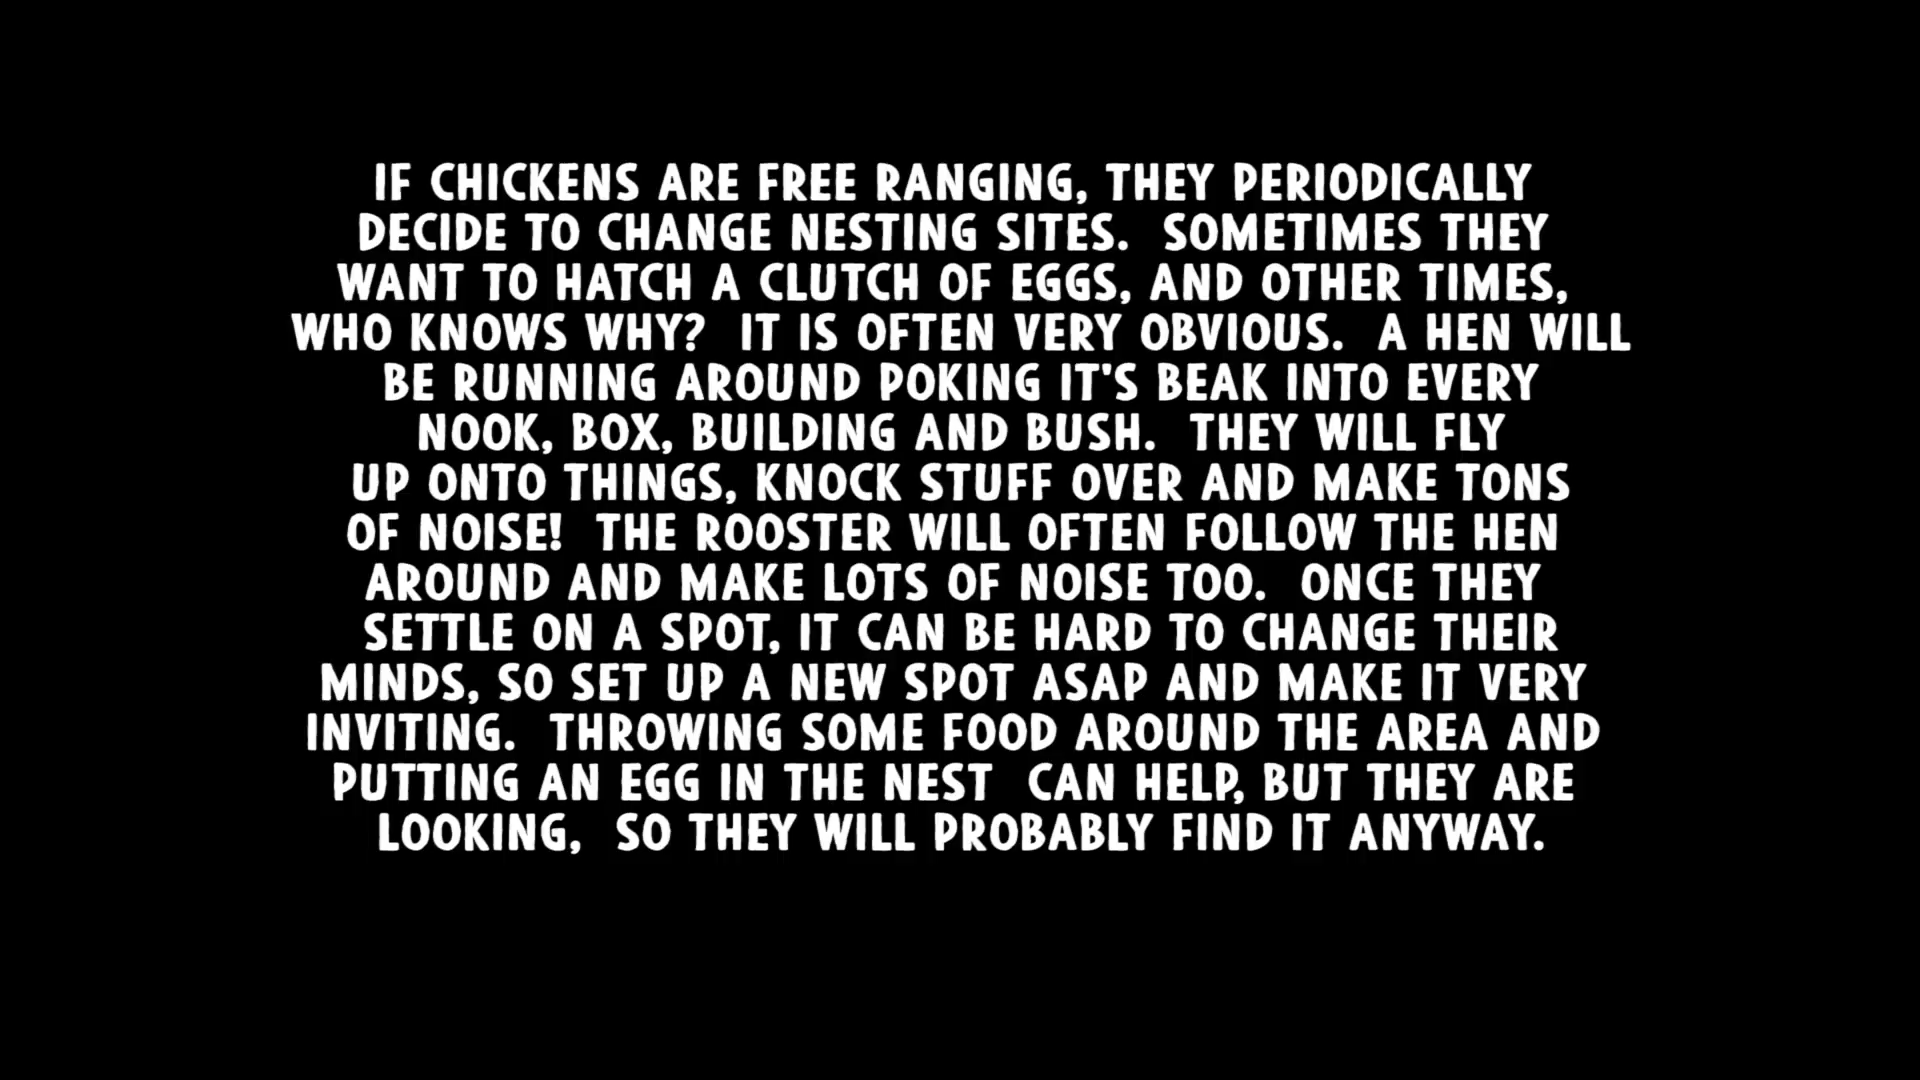 IF CHICKENS ARE FREE RANGING, THEY PERIODICALLY
DECIDE TO CHANGE NESTING SITES.  SOMETIMES THEY
WANT TO HATCH A CLUTCH OF EGGS, AND OTHER TIMES,
WHO KNOWS WHY?  IT IS OFTEN VERY OBVIOUS.  A HEN WILL
BE RUNNING AROUND POKING IT'S BEAK INTO EVERY
NOOK, BOX, BUILDING AND BUSH.  THEY WILL FLY
UP ONTO THINGS, KNOCK STUFF OVER AND MAKE TONS
OF NOISE!  THE ROOSTER WILL OFTEN FOLLOW THE HEN
AROUND AND MAKE LOTS OF NOISE TOO.  ONCE THEY
SETTLE ON A SPOT, IT CAN BE HARD TO CHANGE THEIR
MINDS, SO SET UP A NEW SPOT ASAP AND MAKE IT VERY
INVITING.  THROWING SOME FOOD AROUND THE AREA AND
PUTTING AN EGG IN THE NEST  CAN HELP, BUT THEY ARE
LOOKING,  SO THEY WILL PROBABLY FIND IT ANYWAY.